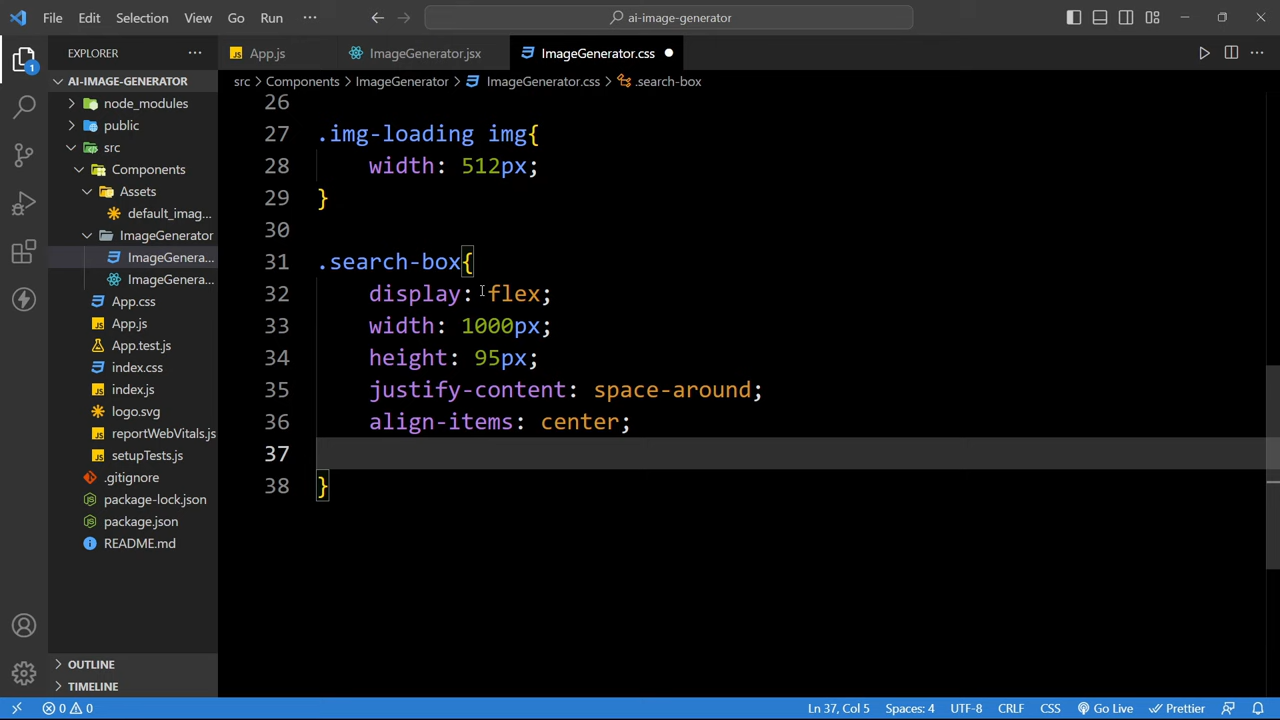 File Edit Selection View Go Run ··· ai-image-generator
EXPLORER ···
App.js ImageGenerator.jsx ImageGenerator.css
1
AI-IMAGE-GENERATOR
src > Components > ImageGenerator > ImageGenerator.css > .search-box
node_modules
public
src
Components
Assets
default_imag...
ImageGenerator
ImageGenera...
ImageGenera...
App.css
App.js
App.test.js
index.css
index.js
logo.svg
reportWebVitals.js
setupTests.js
.gitignore
package-lock.json
package.json
README.md
OUTLINE
TIMELINE
26
27 .img-loading img{
28 width: 512px;
29 }
30
31 .search-box{
32 display: flex;
33 width: 1000px;
34 height: 95px;
35 justify-content: space-around;
36 align-items: center;
37
38 }
0 0 Ln 37, Col 5 Spaces: 4 UTF-8 CRLF CSS Go Live Prettier